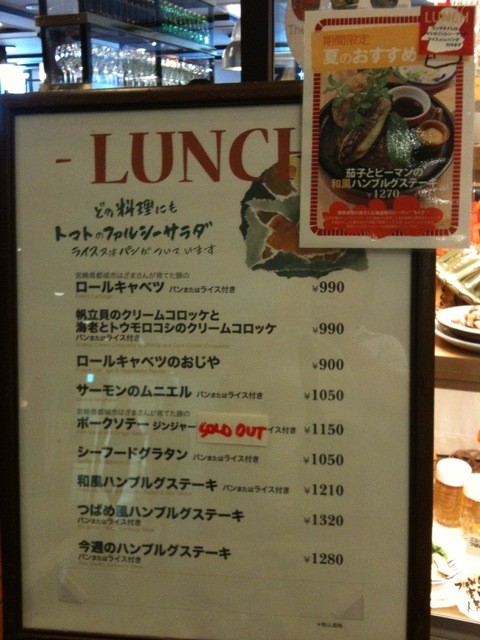 LUNCH
期間限定
夏のおすすめ
茄子とピーマンの
和風ハンブルグステーキ
¥1270
- LUNCH
どの料理にも
トマトのファルシーサラダ
ライス又はパンがついています
宮崎県都城市はざまさんが育てた豚の
ロールキャベツ パンまたはライス付き ¥990
帆立貝のクリームコロッケと
海老とトウモロコシのクリームコロッケ ¥990
パンまたはライス付き
ロールキャベツのおじや ¥900
サーモンのムニエル パンまたはライス付き ¥1050
宮崎県都城市はざまさんが育てた豚の
ポークソテー ジンジャー SOLD OUT イス付き ¥1150
シーフードグラタン パンまたはライス付き ¥1050
和風ハンブルグステーキ パンまたはライス付き ¥1210
つばめ風ハンブルグステーキ ¥1320
パンまたはライス付き
今週のハンブルグステーキ ¥1280
パンまたはライス付き